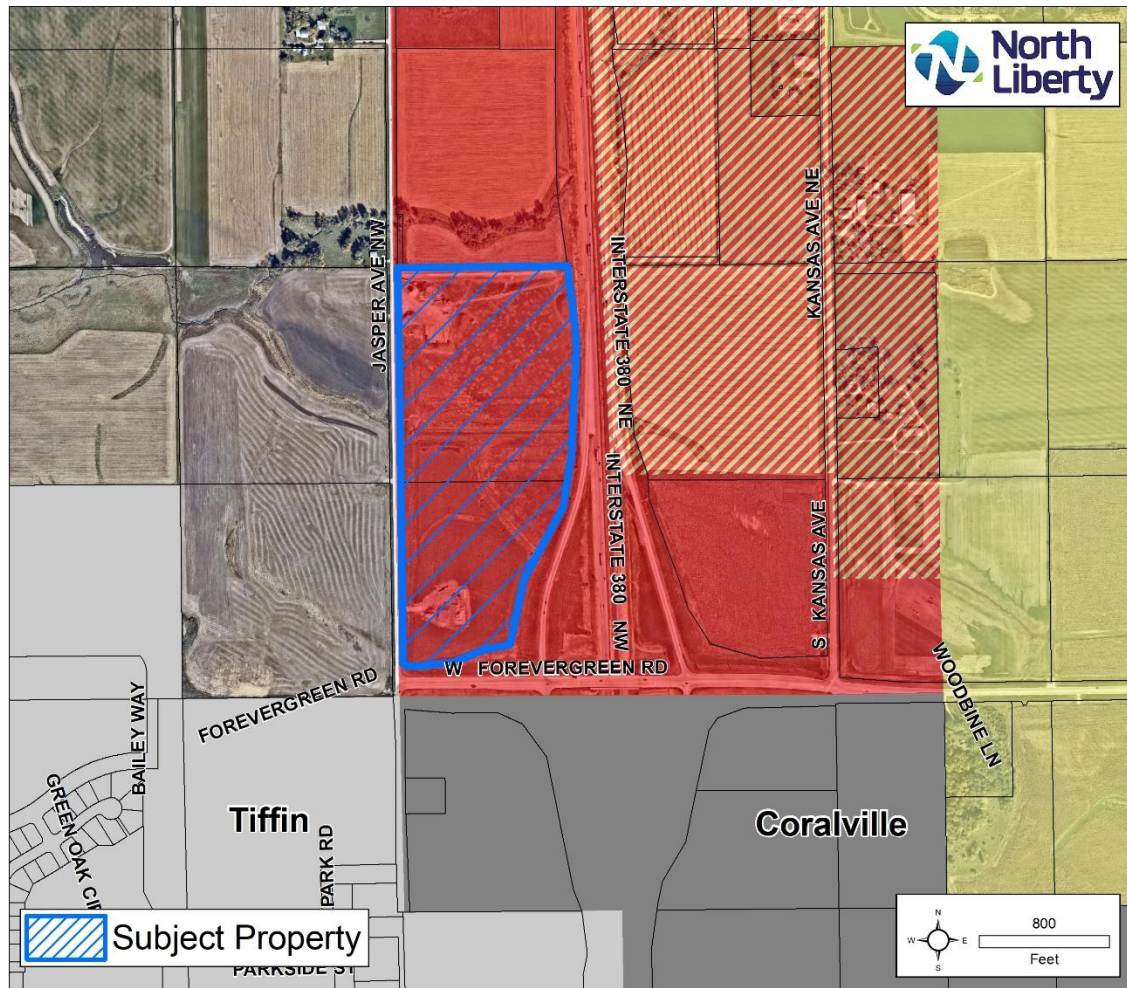 North
Liberty
JASPER AVE NW
INTERSTATE 380 NE
KANSAS AVE NE
INTERSTATE 380 NW
S KANSAS AVE
W FOREVERGREEN RD
FOREVERGREEN RD
WOODBINE LN
BAILEY WAY
GREEN OAK CIR
Tiffin
Coralville
PARK RD
Subject Property
PARKSIDE ST
N
W
E
S
800
Feet